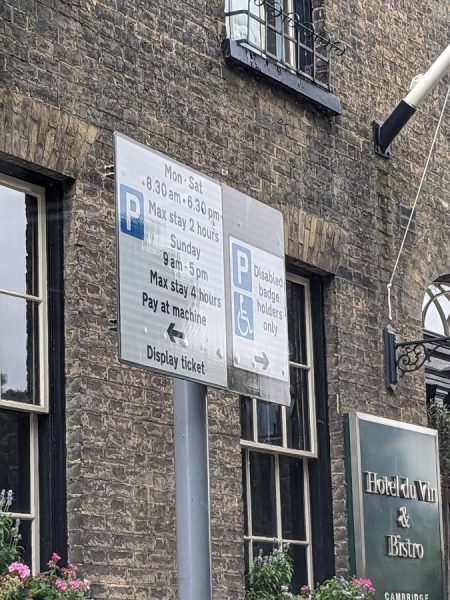 Mon - Sat
8.30 am - 6.30 pm
P
Max stay 2 hours
Sunday
9 am - 5 pm
Max stay 4 hours
Pay at machine
Display ticket
P
Disabled
badge
holders
only
Hotel du Vin
&
Bistro
CAMBRIDGE